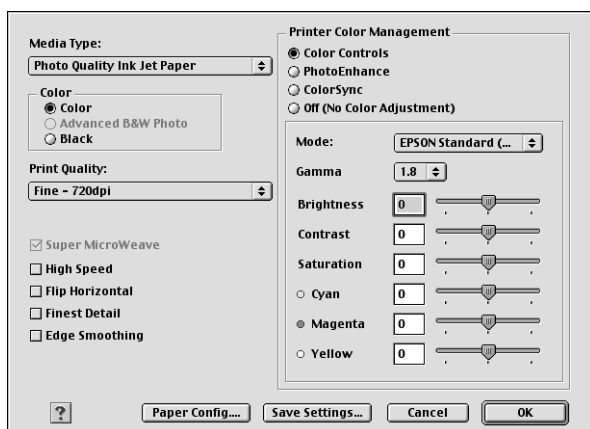 Media Type:
Photo Quality Ink Jet Paper
Color
Color
Advanced B&W Photo
Black
Print Quality:
Fine - 720dpi
Super MicroWeave
High Speed
Flip Horizontal
Finest Detail
Edge Smoothing
Printer Color Management
Color Controls
PhotoEnhance
ColorSync
Off (No Color Adjustment)
Mode: EPSON Standard (...
Gamma 1.8
Brightness 0
Contrast 0
Saturation 0
Cyan 0
Magenta 0
Yellow 0
? Paper Config.... Save Settings... Cancel OK